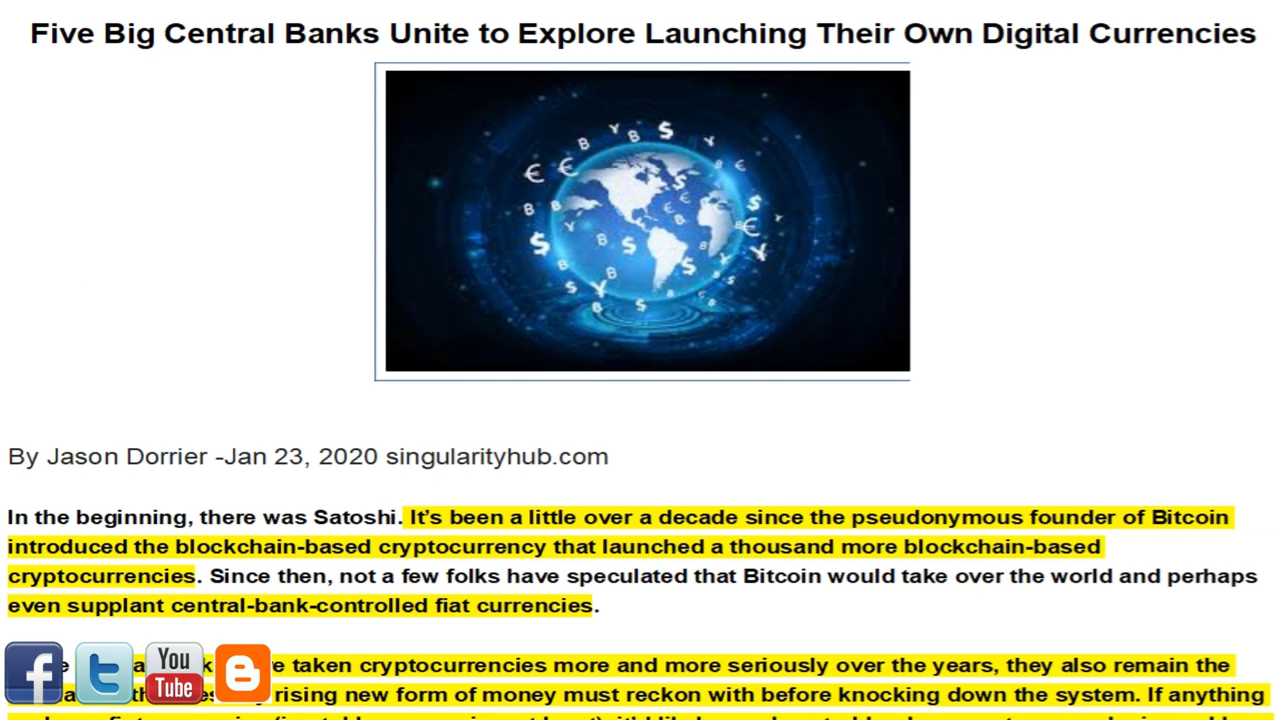 Five Big Central Banks Unite to Explore Launching Their Own Digital Currencies
By Jason Dorrier -Jan 23, 2020 singularityhub.com
In the beginning, there was Satoshi. It’s been a little over a decade since the pseudonymous founder of Bitcoin
introduced the blockchain-based cryptocurrency that launched a thousand more blockchain-based
cryptocurrencies. Since then, not a few folks have speculated that Bitcoin would take over the world and perhaps
even supplant central-bank-controlled fiat currencies.
taken cryptocurrencies more and more seriously over the years, they also remain the
rising new form of money must reckon with before knocking down the system. If anything
You
Tube